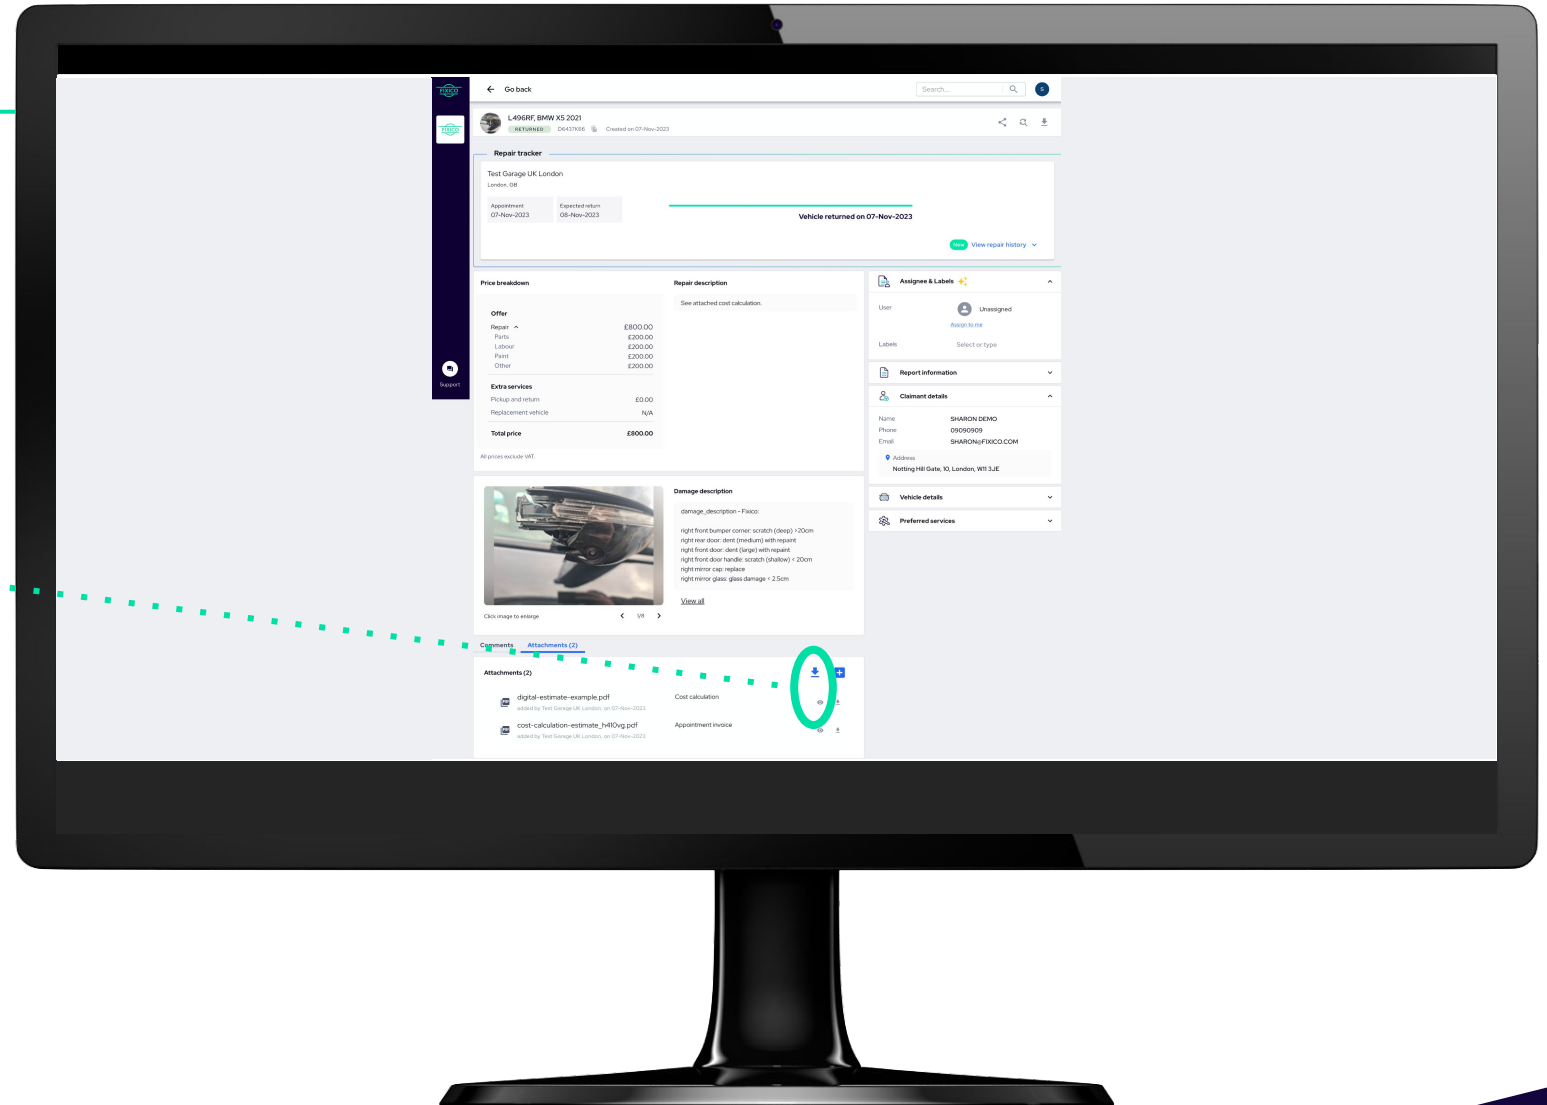 FIXICO
Go back
Search...
S
FIXICO
L496RF, BMW X5 2021
RETURNED D6437K66 Created on 07-Nov-2023
Repair tracker
Test Garage UK London
London, GB
Appointment
07-Nov-2023
Expected return
08-Nov-2023
Vehicle returned on 07-Nov-2023
New View repair history
Price breakdown
Offer
Repair £800.00
Parts £200.00
Labour £200.00
Paint £200.00
Other £200.00
Extra services
Pickup and return £0.00
Replacement vehicle N/A
Total price £800.00
All prices exclude VAT.
Repair description
See attached cost calculation.
Assignee & Labels
User Unassigned
Assign to me
Labels Select or type
Report information
Claimant details
Name SHARON DEMO
Phone 09090909
Email SHARON@FIXICO.COM
Address
Notting Hill Gate, 10, London, W11 3JE
Vehicle details
Preferred services
Support
Damage description
damage_description - Fixico:
right front bumper corner: scratch (deep) >20cm
right rear door: dent (medium) with repaint
right front door: dent (large) with repaint
right front door handle: scratch (shallow) < 20cm
right mirror cap: replace
right mirror glass: glass damage < 2.5cm
View all
Click image to enlarge 1/8
Comments Attachments (2)
Attachments (2)
digital-estimate-example.pdf Cost calculation
added by Test Garage UK London, on 07-Nov-2023
cost-calculation-estimate_h4l0vg.pdf Appointment invoice
added by Test Garage UK London, on 07-Nov-2023